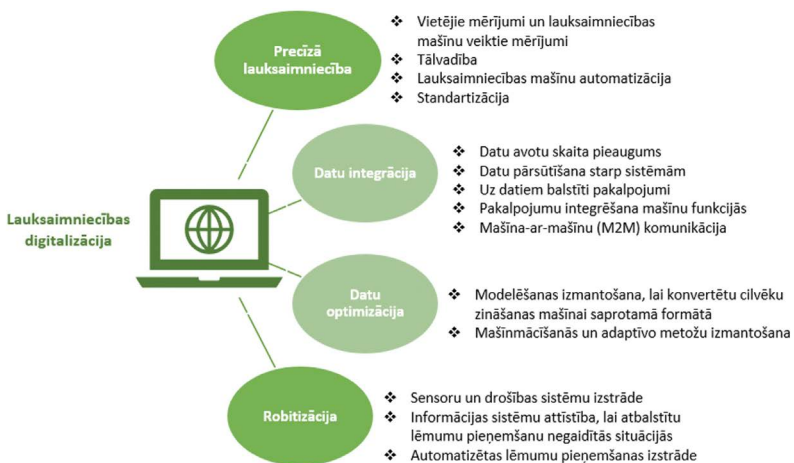 Precīzā
lauksaimniecība
❖ Vietējie mērījumi un lauksaimniecības
mašīnu veiktie mērījumi
❖ Tālvadība
❖ Lauksaimniecības mašīnu automatizācija
❖ Standartizācija
Datu integrācija
❖ Datu avotu skaita pieaugums
❖ Datu pārsūtīšana starp sistēmām
❖ Uz datiem balstīti pakalpojumi
❖ Pakalpojumu integrēšana mašīnu funkcijās
❖ Mašīna-ar-mašīnu (M2M) komunikācija
Lauksaimniecības
digitalizācija
Datu
optimizācija
❖ Modelēšanas izmantošana, lai konvertētu cilvēku
zināšanas mašīnai saprotamā formātā
❖ Mašīnmācīšanās un adaptīvo metožu izmantošana
Robitizācija
❖ Sensoru un drošības sistēmu izstrāde
❖ Informācijas sistēmu attīstība, lai atbalstītu
lēmumu pieņemšanu negaidītās situācijās
❖ Automatizētas lēmumu pieņemšanas izstrāde